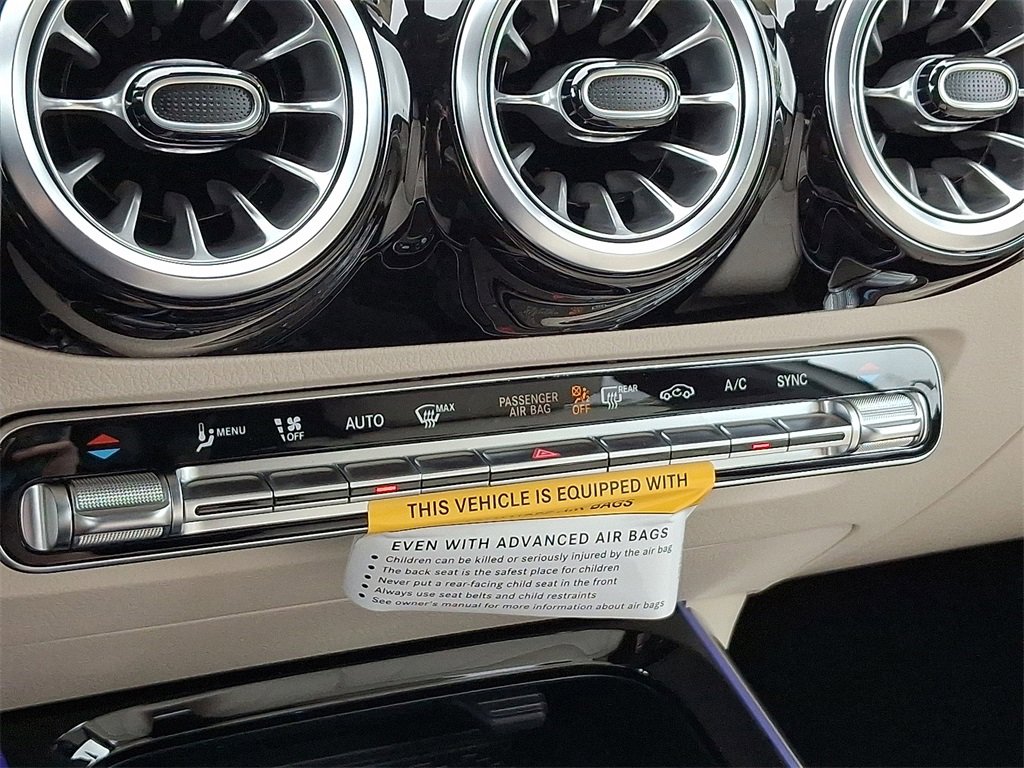 MENU
OFF
AUTO
MAX
PASSENGER
AIR BAG
OFF
REAR
A/C
SYNC
THIS VEHICLE IS EQUIPPED WITH
BAGS
EVEN WITH ADVANCED AIR BAGS
• Children can be killed or seriously injured by the air bag
• The back seat is the safest place for children
• Never put a rear-facing child seat in the front
• Always use seat belts and child restraints
• See owner's manual for more information about air bags